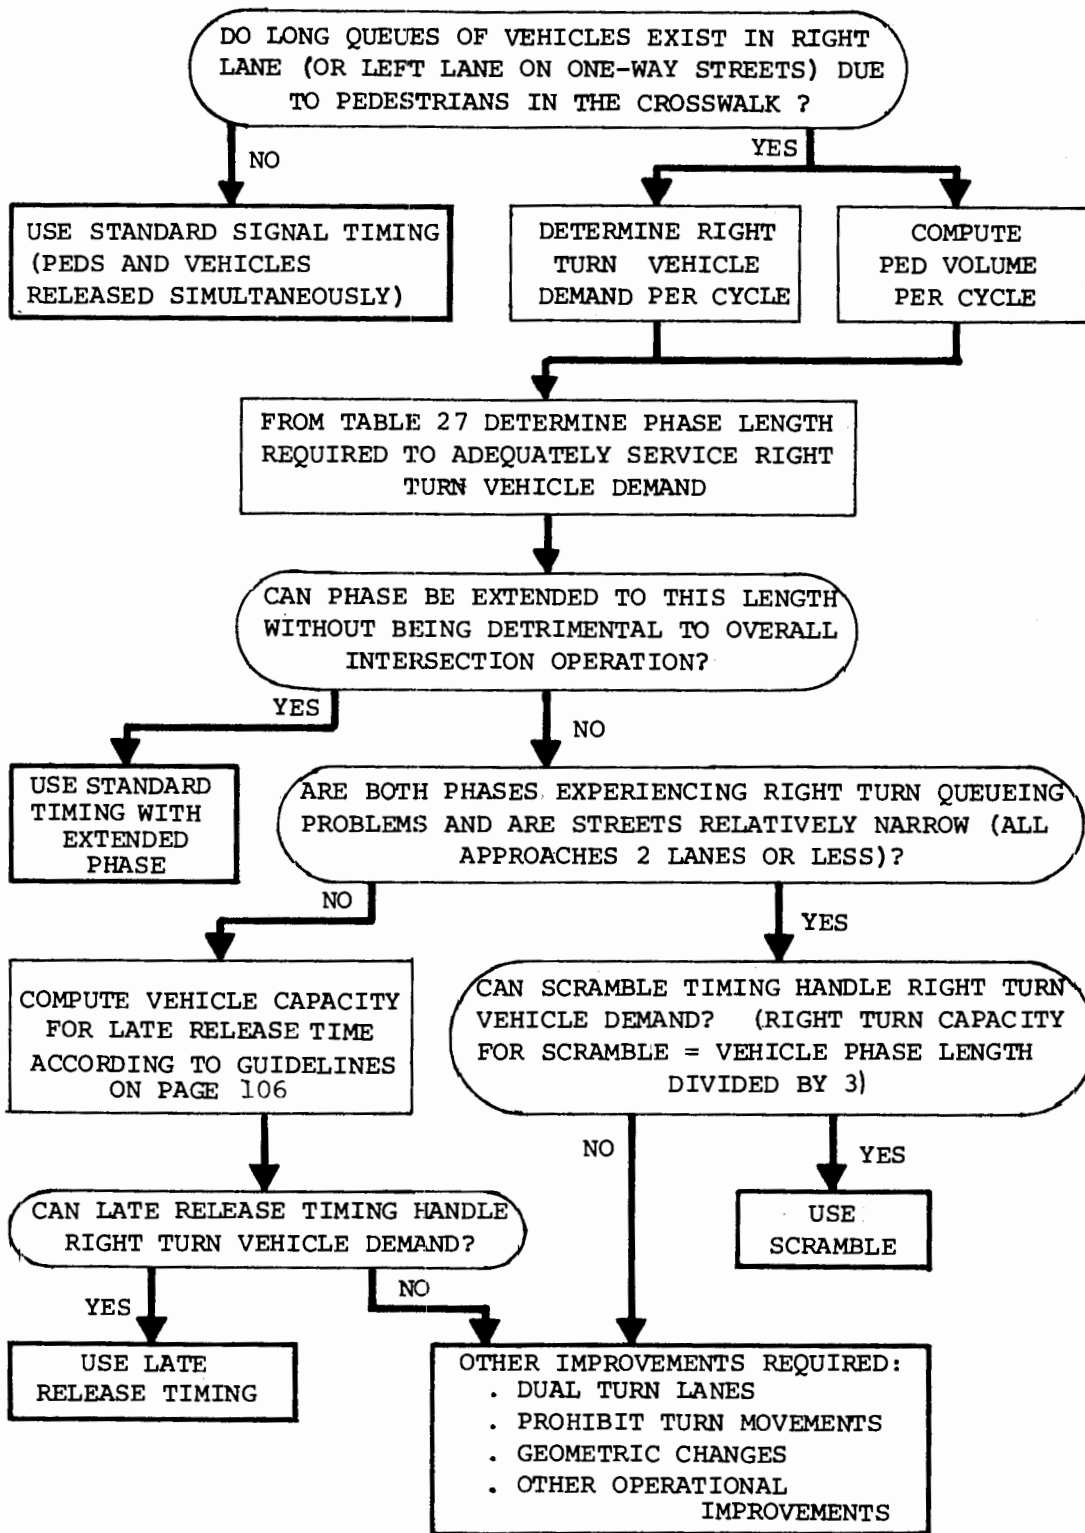 DO LONG QUEUES OF VEHICLES EXIST IN RIGHT
LANE (OR LEFT LANE ON ONE-WAY STREETS) DUE
TO PEDESTRIANS IN THE CROSSWALK ?
NO
YES
USE STANDARD SIGNAL TIMING
(PEDS AND VEHICLES
RELEASED SIMULTANEOUSLY)
DETERMINE RIGHT
TURN VEHICLE
DEMAND PER CYCLE
COMPUTE
PED VOLUME
PER CYCLE
FROM TABLE 27 DETERMINE PHASE LENGTH
REQUIRED TO ADEQUATELY SERVICE RIGHT
TURN VEHICLE DEMAND
CAN PHASE BE EXTENDED TO THIS LENGTH
WITHOUT BEING DETRIMENTAL TO OVERALL
INTERSECTION OPERATION?
YES
NO
USE STANDARD
TIMING WITH
EXTENDED
PHASE
ARE BOTH PHASES EXPERIENCING RIGHT TURN QUEUEING
PROBLEMS AND ARE STREETS RELATIVELY NARROW (ALL
APPROACHES 2 LANES OR LESS)?
NO
YES
COMPUTE VEHICLE CAPACITY
FOR LATE RELEASE TIME
ACCORDING TO GUIDELINES
ON PAGE 106
CAN SCRAMBLE TIMING HANDLE RIGHT TURN
VEHICLE DEMAND? (RIGHT TURN CAPACITY
FOR SCRAMBLE = VEHICLE PHASE LENGTH
DIVIDED BY 3)
NO
YES
CAN LATE RELEASE TIMING HANDLE
RIGHT TURN VEHICLE DEMAND?
USE
SCRAMBLE
YES
NO
USE LATE
RELEASE TIMING
OTHER IMPROVEMENTS REQUIRED:
. DUAL TURN LANES
. PROHIBIT TURN MOVEMENTS
. GEOMETRIC CHANGES
. OTHER OPERATIONAL
IMPROVEMENTS